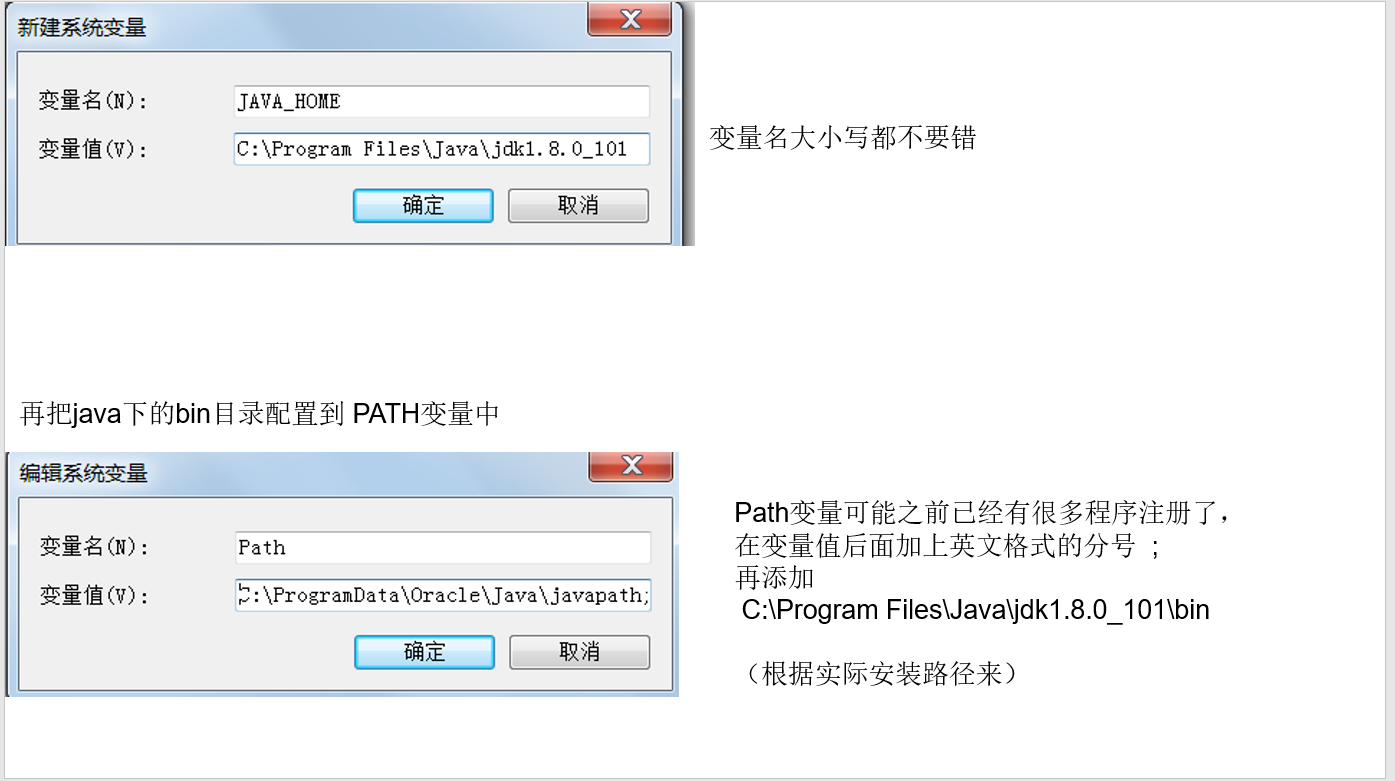 新建系统变量
变量名(N):
JAVA_HOME
变量值(V):
C:\Program Files\Java\jdk1.8.0_101
确定
取消
变量名大小写都不要错
再把java下的bin目录配置到 PATH变量中
编辑系统变量
变量名(N):
Path
变量值(V):
C:\ProgramData\Oracle\Java\javapath;
确定
取消
Path变量可能之前已经有很多程序注册了，
在变量值后面加上英文格式的分号 ；
再添加
C:\Program Files\Java\jdk1.8.0_101\bin
（根据实际安装路径来）